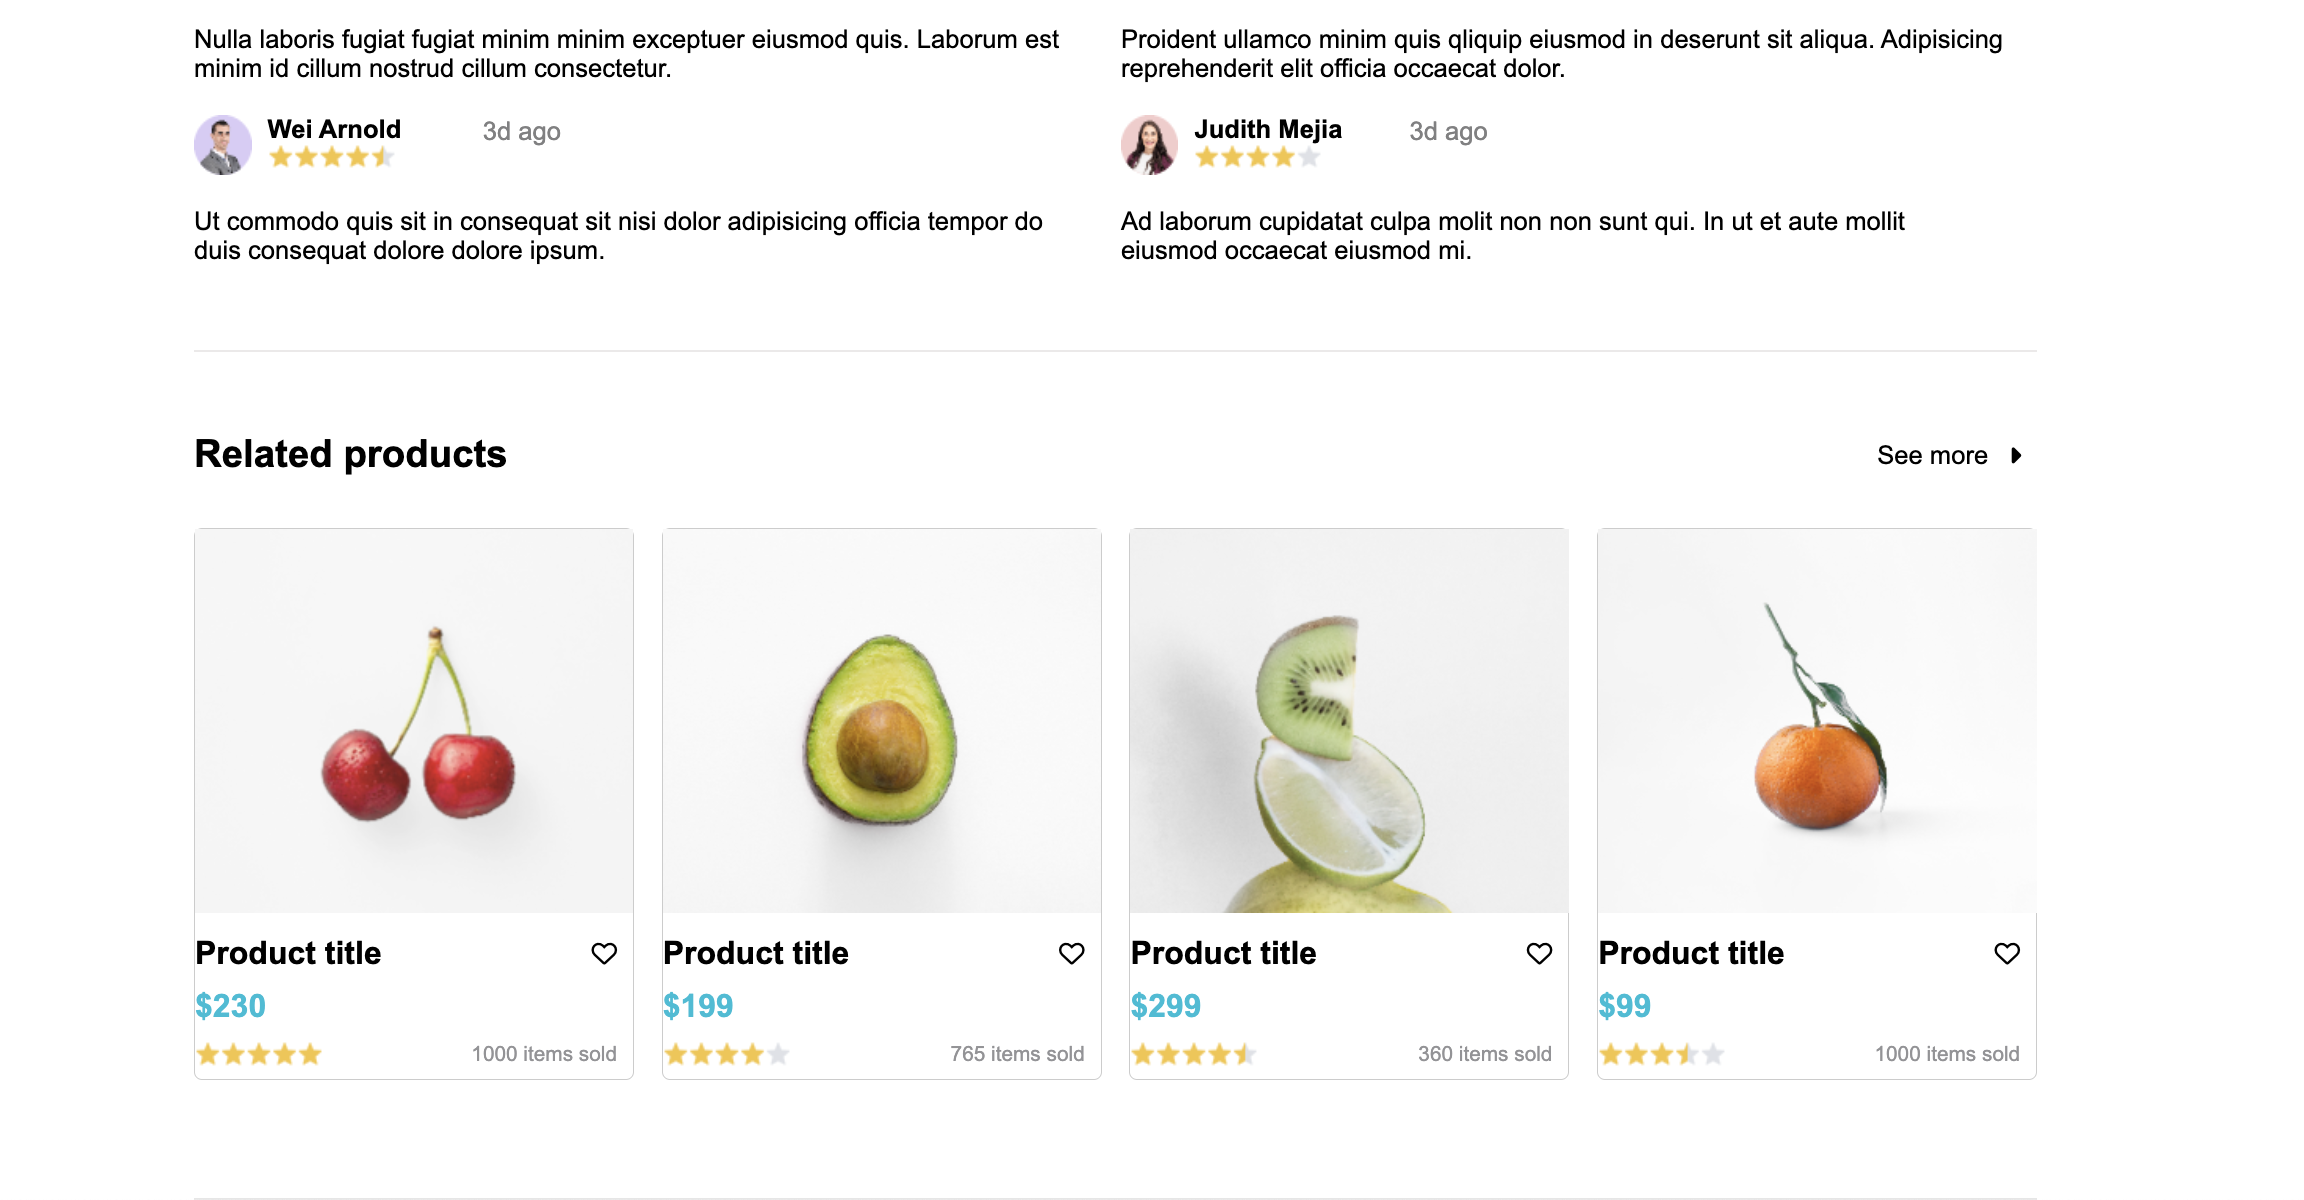 Nulla laboris fugiat fugiat minim minim exceptuer eiusmod quis. Laborum est
minim id cillum nostrud cillum consectetur.
Wei Arnold 3d ago
Ut commodo quis sit in consequat sit nisi dolor adipisicing officia tempor do
duis consequat dolore dolore ipsum.
Proident ullamco minim quis qliquip eiusmod in deserunt sit aliqua. Adipisicing
reprehenderit elit officia occaecat dolor.
Judith Mejia 3d ago
Ad laborum cupidatat culpa molit non non sunt qui. In ut et aute mollit
eiusmod occaecat eiusmod mi.
Related products
See more
Product title
$230
1000 items sold
Product title
$199
765 items sold
Product title
$299
360 items sold
Product title
$99
1000 items sold